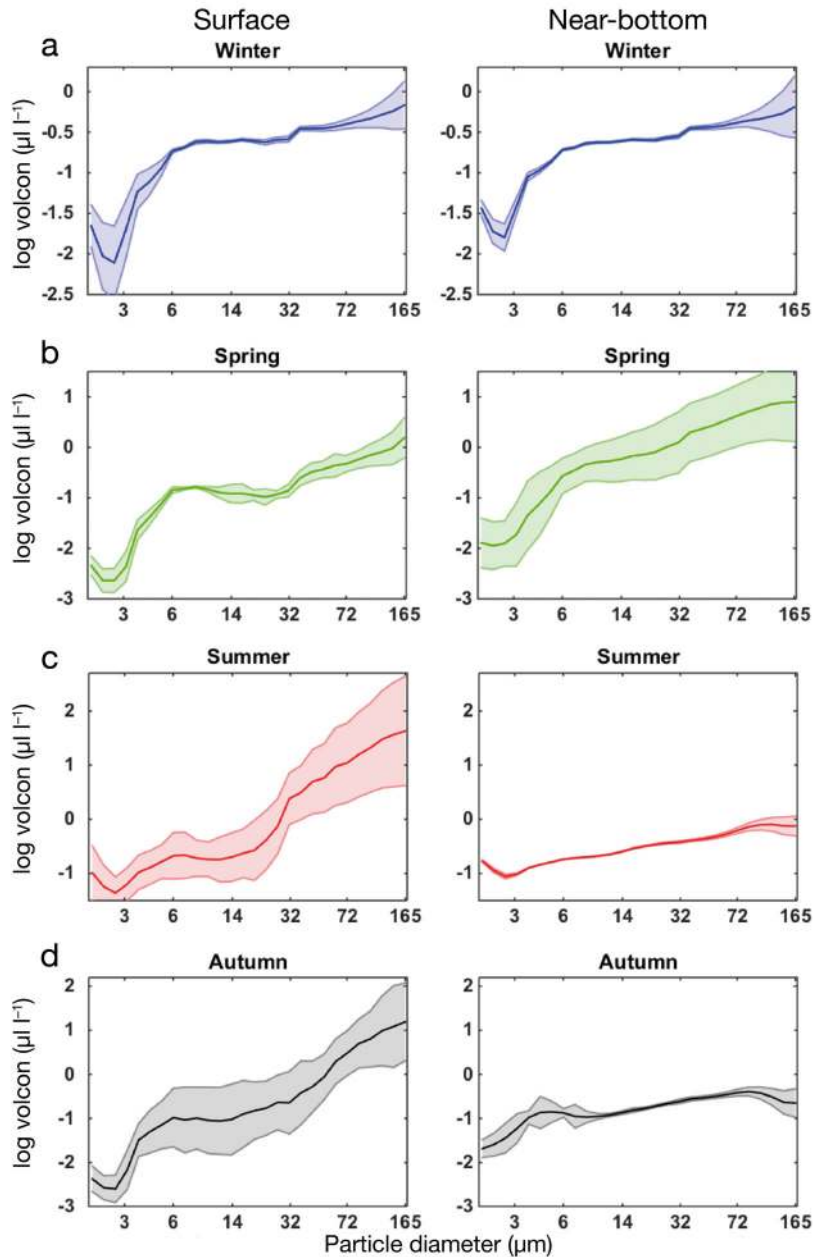 Surface Near-bottom
a
Winter Winter
log volcon (µl l⁻¹)
0 0
-0.5 -0.5
-1 -1
-1.5 -1.5
-2 -2
-2.5 -2.5
3 6 14 32 72 165 3 6 14 32 72 165
b
Spring Spring
log volcon (µl l⁻¹)
1 1
0 0
-1 -1
-2 -2
-3 -3
3 6 14 32 72 165 3 6 14 32 72 165
c
Summer Summer
log volcon (µl l⁻¹)
2 2
1 1
0 0
-1 -1
3 6 14 32 72 165 3 6 14 32 72 165
d
Autumn Autumn
log volcon (µl l⁻¹)
2 2
1 1
0 0
-1 -1
-2 -2
-3 -3
3 6 14 32 72 165 3 6 14 32 72 165
Particle diameter (µm)